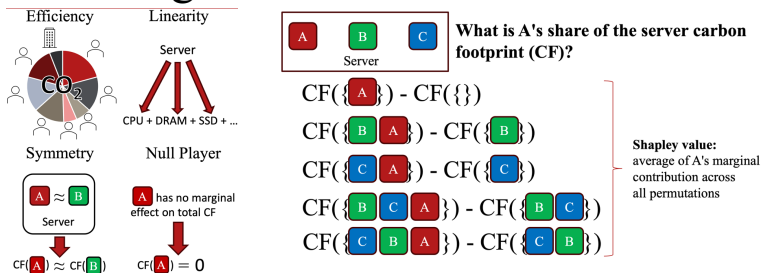 Efficiency
CO2
Linearity
Server
CPU + DRAM + SSD + ...
Symmetry
A ≈ B
Server
CF(A) ≈ CF(B)
Null Player
A has no marginal
effect on total CF
CF(A) = 0
A B C
Server
What is A's share of the server carbon
footprint (CF)?
CF({A}) - CF({})
CF({B A}) - CF({B})
CF({C A}) - CF({C})
CF({B C A}) - CF({B C})
CF({C B A}) - CF({C B})
Shapley value:
average of A's marginal
contribution across
all permutations